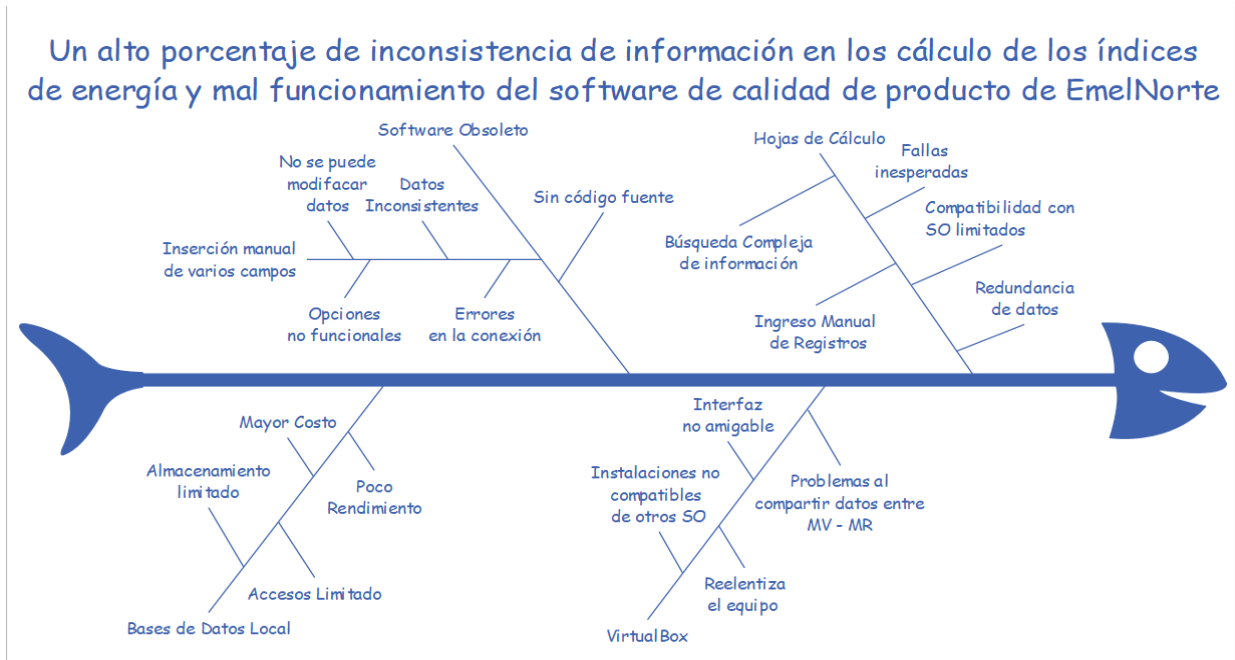 Un alto porcentaje de inconsistencia de información en los cálculo de los índices
de energía y mal funcionamiento del software de calidad de producto de EmelNorte
Software Obsoleto
No se puede
modifacar
datos
Datos
Inconsistentes
Sin código fuente
Inserción manual
de varios campos
Opciones
no funcionales
Errores
en la conexión
Hojas de Cálculo
Fallas
inesperadas
Compatibilidad con
SO limitados
Búsqueda Compleja
de información
Redundancia
de datos
Ingreso Manual
de Registros
Mayor Costo
Almacenamiento
limitado
Poco
Rendimiento
Accesos Limitado
Bases de Datos Local
Interfaz
no amigable
Instalaciones no
compatibles
de otros SO
Problemas al
compartir datos entre
MV - MR
Reelentiza
el equipo
VirtualBox